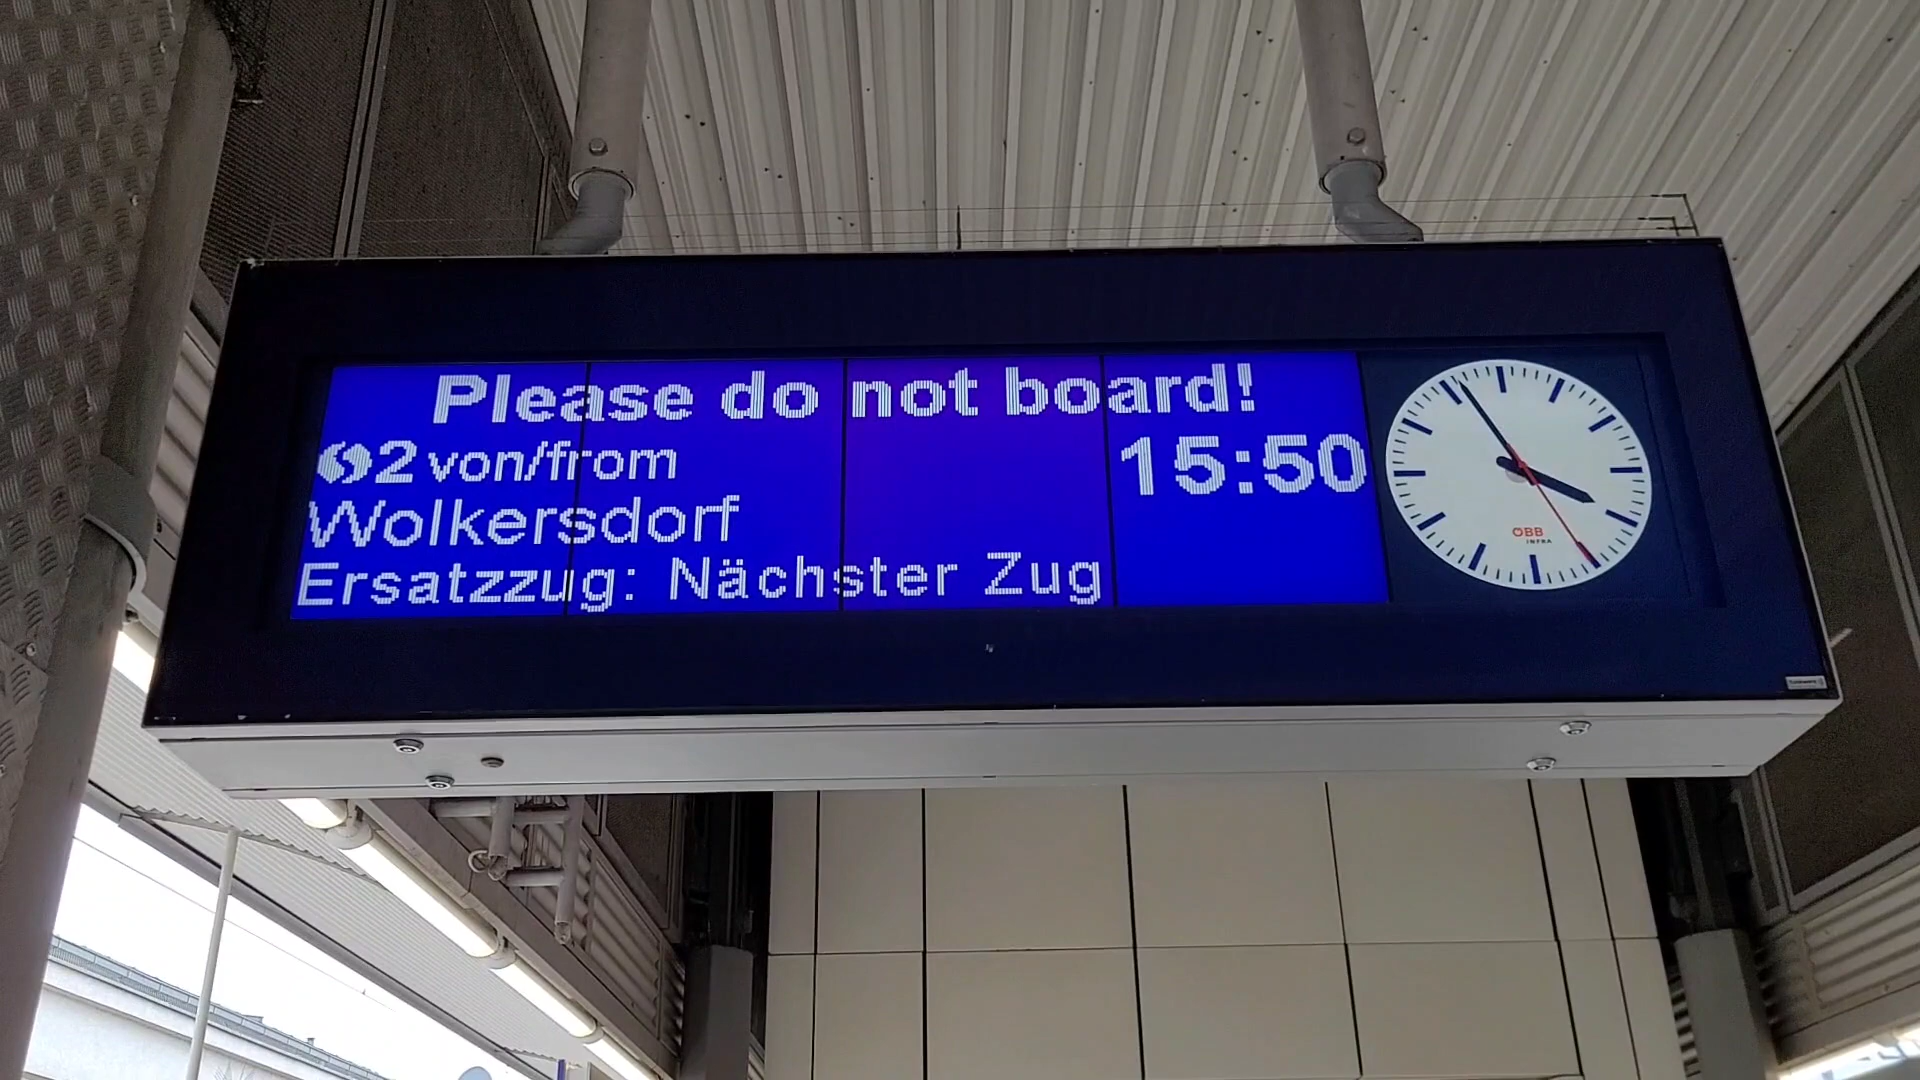 Please do not board!
S2 von/from 15:50
Wolkersdorf
Ersatzzug: Nächster Zug
ÖBB
INFRA